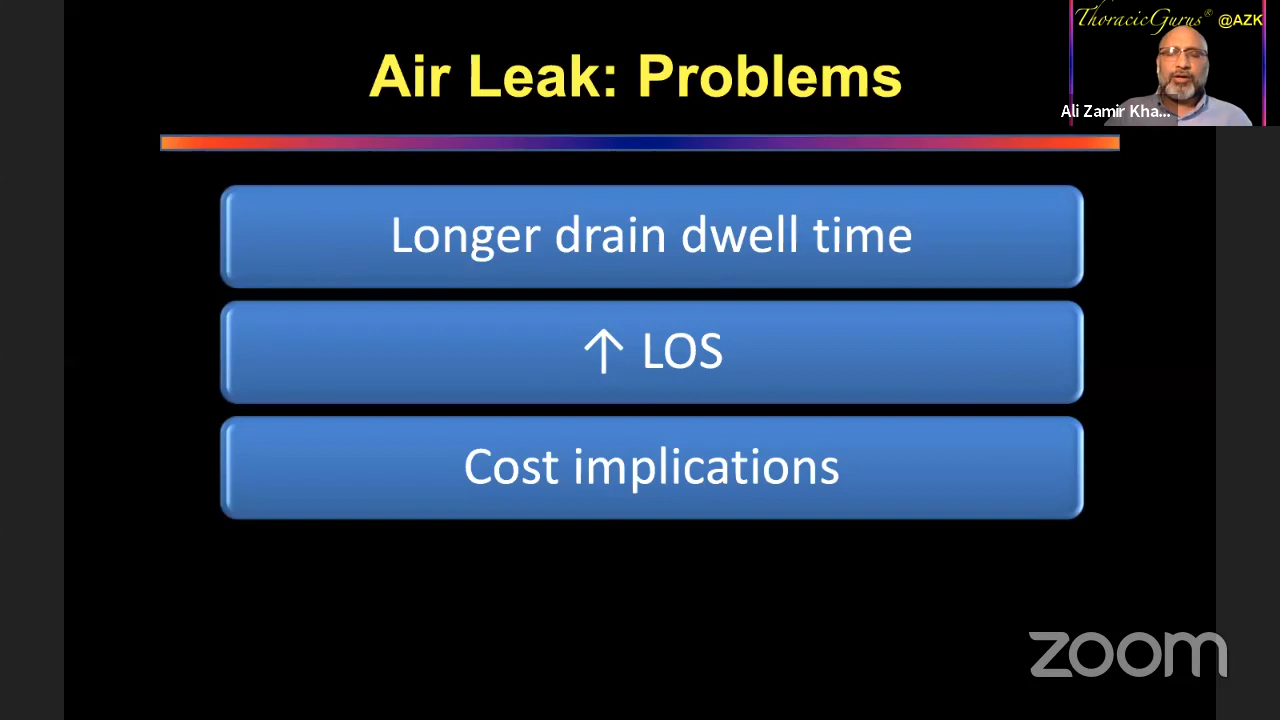 ThoracicGurus® @AZK
Air Leak: Problems
Ali Zamir Kha...
Longer drain dwell time
↑ LOS
Cost implications
zoom